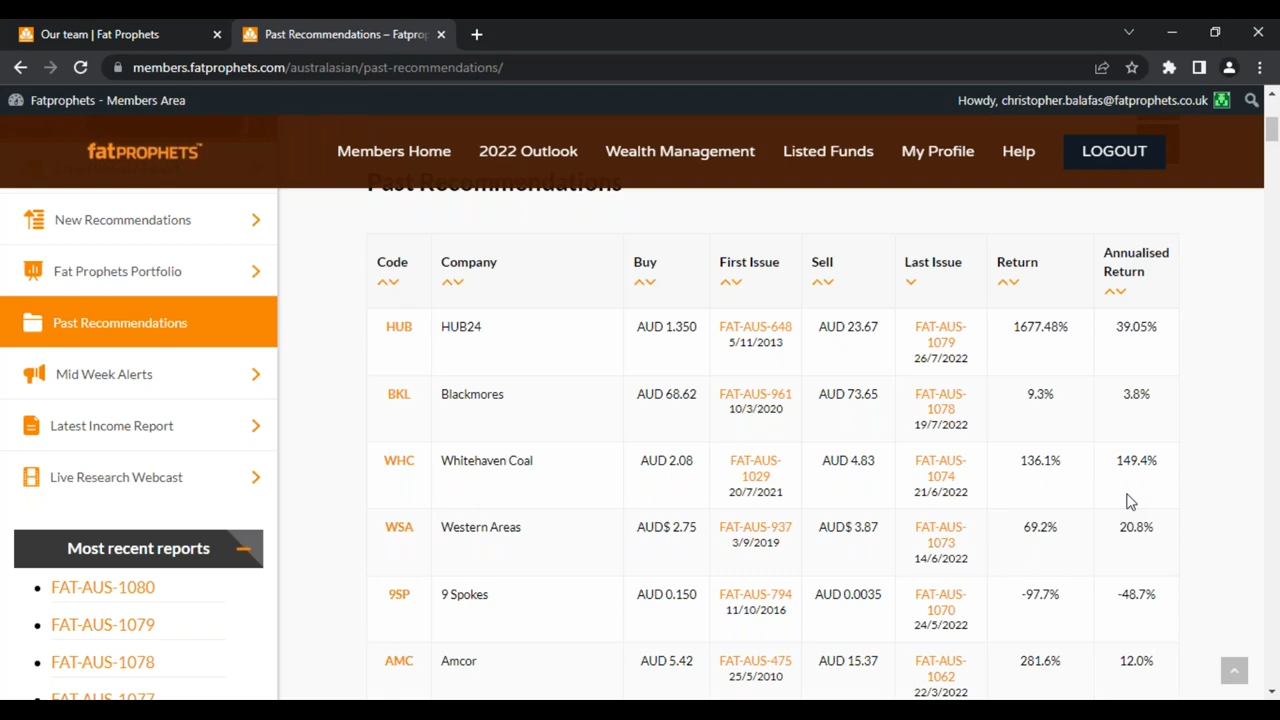 Our team | Fat Prophets
Past Recommendations – Fatprop
members.fatprophets.com/australasian/past-recommendations/
Fatprophets - Members Area
Howdy, christopher.balafas@fatprophets.co.uk
fatPROPHETS™
Members Home
2022 Outlook
Wealth Management
Listed Funds
My Profile
Help
LOGOUT
New Recommendations
Fat Prophets Portfolio
Past Recommendations
Mid Week Alerts
Latest Income Report
Live Research Webcast
Most recent reports
FAT-AUS-1080
FAT-AUS-1079
FAT-AUS-1078
FAT-AUS-1077
Past Recommendations
Code Company Buy First Issue Sell Last Issue Return Annualised
Return
HUB HUB24 AUD 1.350 FAT-AUS-648 AUD 23.67 FAT-AUS- 1677.48% 39.05%
5/11/2013 1079
26/7/2022
BKL Blackmores AUD 68.62 FAT-AUS-961 AUD 73.65 FAT-AUS- 9.3% 3.8%
10/3/2020 1078
19/7/2022
WHC Whitehaven Coal AUD 2.08 FAT-AUS- AUD 4.83 FAT-AUS- 136.1% 149.4%
1029 1074
20/7/2021 21/6/2022
WSA Western Areas AUD$ 2.75 FAT-AUS-937 AUD$ 3.87 FAT-AUS- 69.2% 20.8%
3/9/2019 1073
14/6/2022
9SP 9 Spokes AUD 0.150 FAT-AUS-794 AUD 0.0035 FAT-AUS- -97.7% -48.7%
11/10/2016 1070
24/5/2022
AMC Amcor AUD 5.42 FAT-AUS-475 AUD 15.37 FAT-AUS- 281.6% 12.0%
25/5/2010 1062
22/3/2022